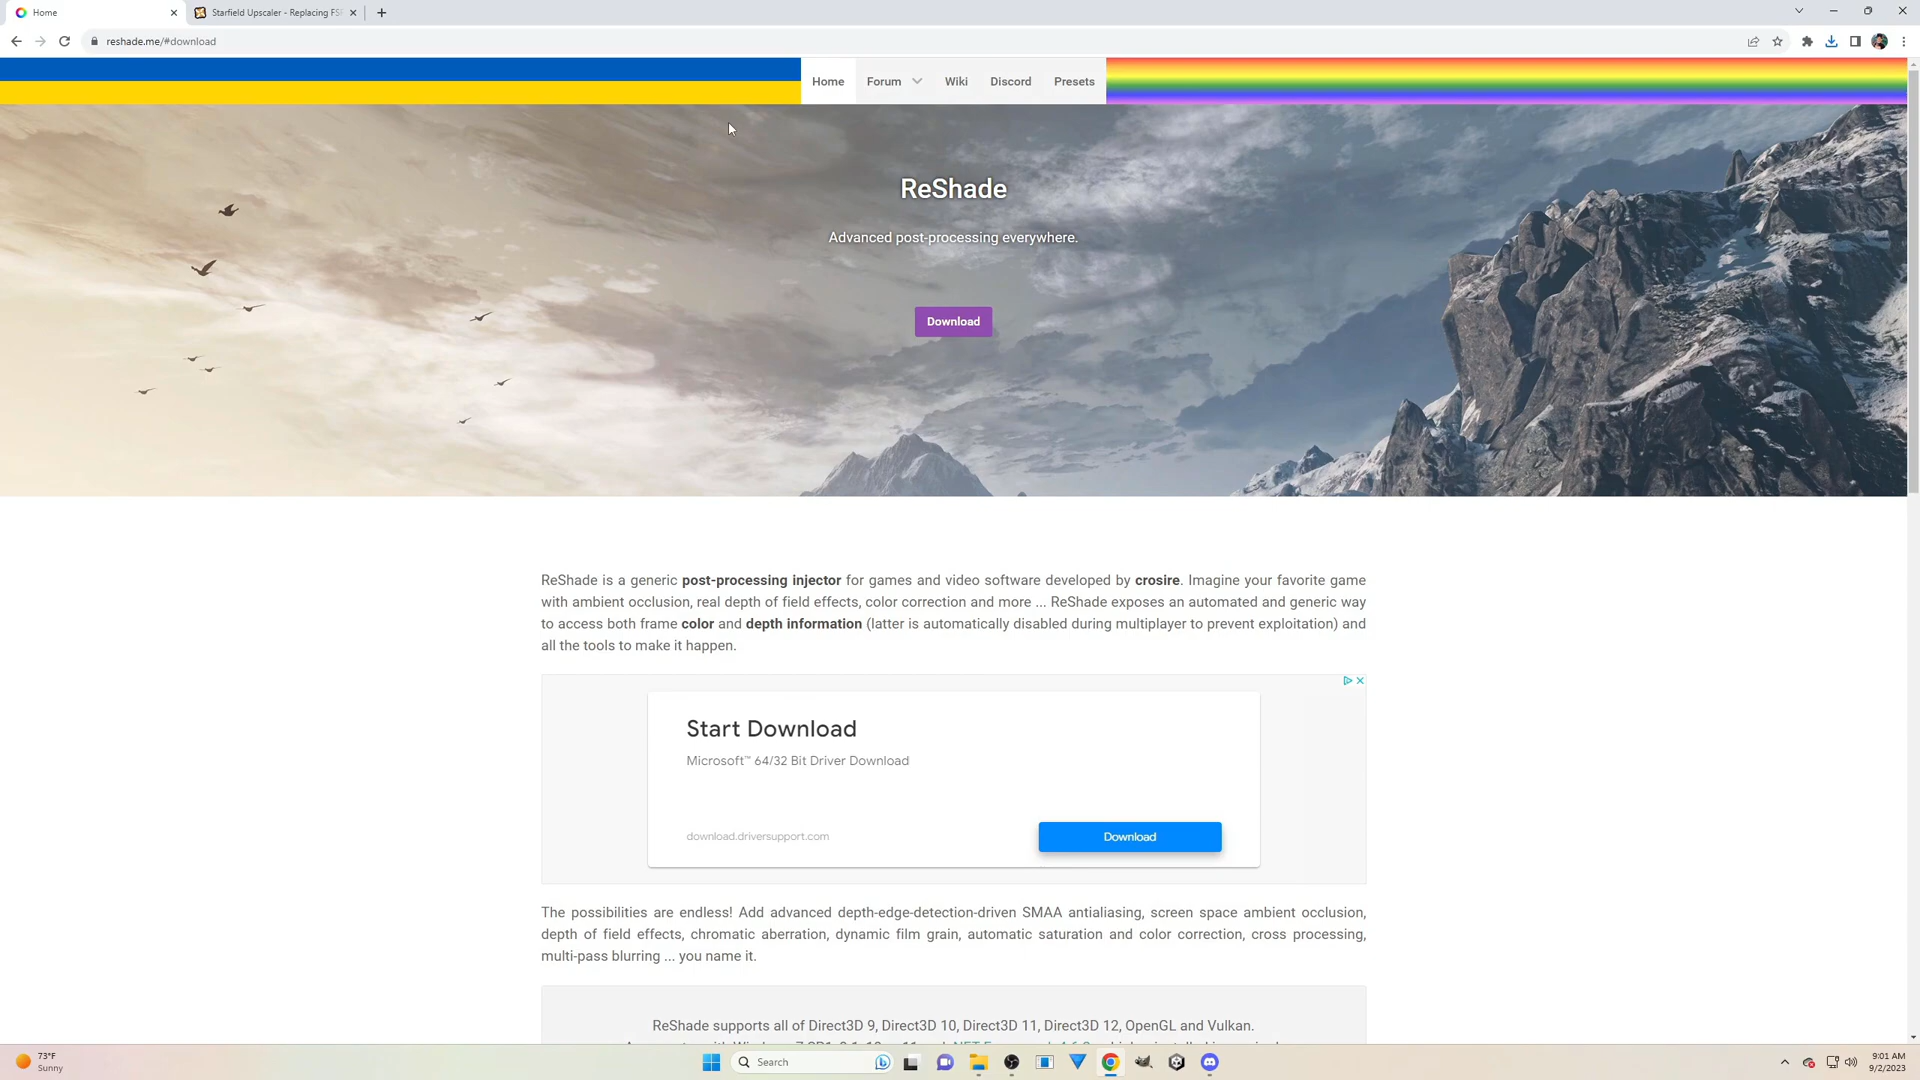 Home
Starfield Upscaler - Replacing FSR
reshade.me/#download
Home
Forum
Wiki
Discord
Presets
ReShade
Advanced post-processing everywhere.
Download
ReShade is a generic post-processing injector for games and video software developed by crosire. Imagine your favorite game
with ambient occlusion, real depth of field effects, color correction and more ... ReShade exposes an automated and generic way
to access both frame color and depth information (latter is automatically disabled during multiplayer to prevent exploitation) and
all the tools to make it happen.
Start Download
Microsoft™ 64/32 Bit Driver Download
download.driversupport.com
Download
The possibilities are endless! Add advanced depth-edge-detection-driven SMAA antialiasing, screen space ambient occlusion,
depth of field effects, chromatic aberration, dynamic film grain, automatic saturation and color correction, cross processing,
multi-pass blurring ... you name it.
ReShade supports all of Direct3D 9, Direct3D 10, Direct3D 11, Direct3D 12, OpenGL and Vulkan.
73°F
Sunny
Search
9:01 AM
9/2/2023